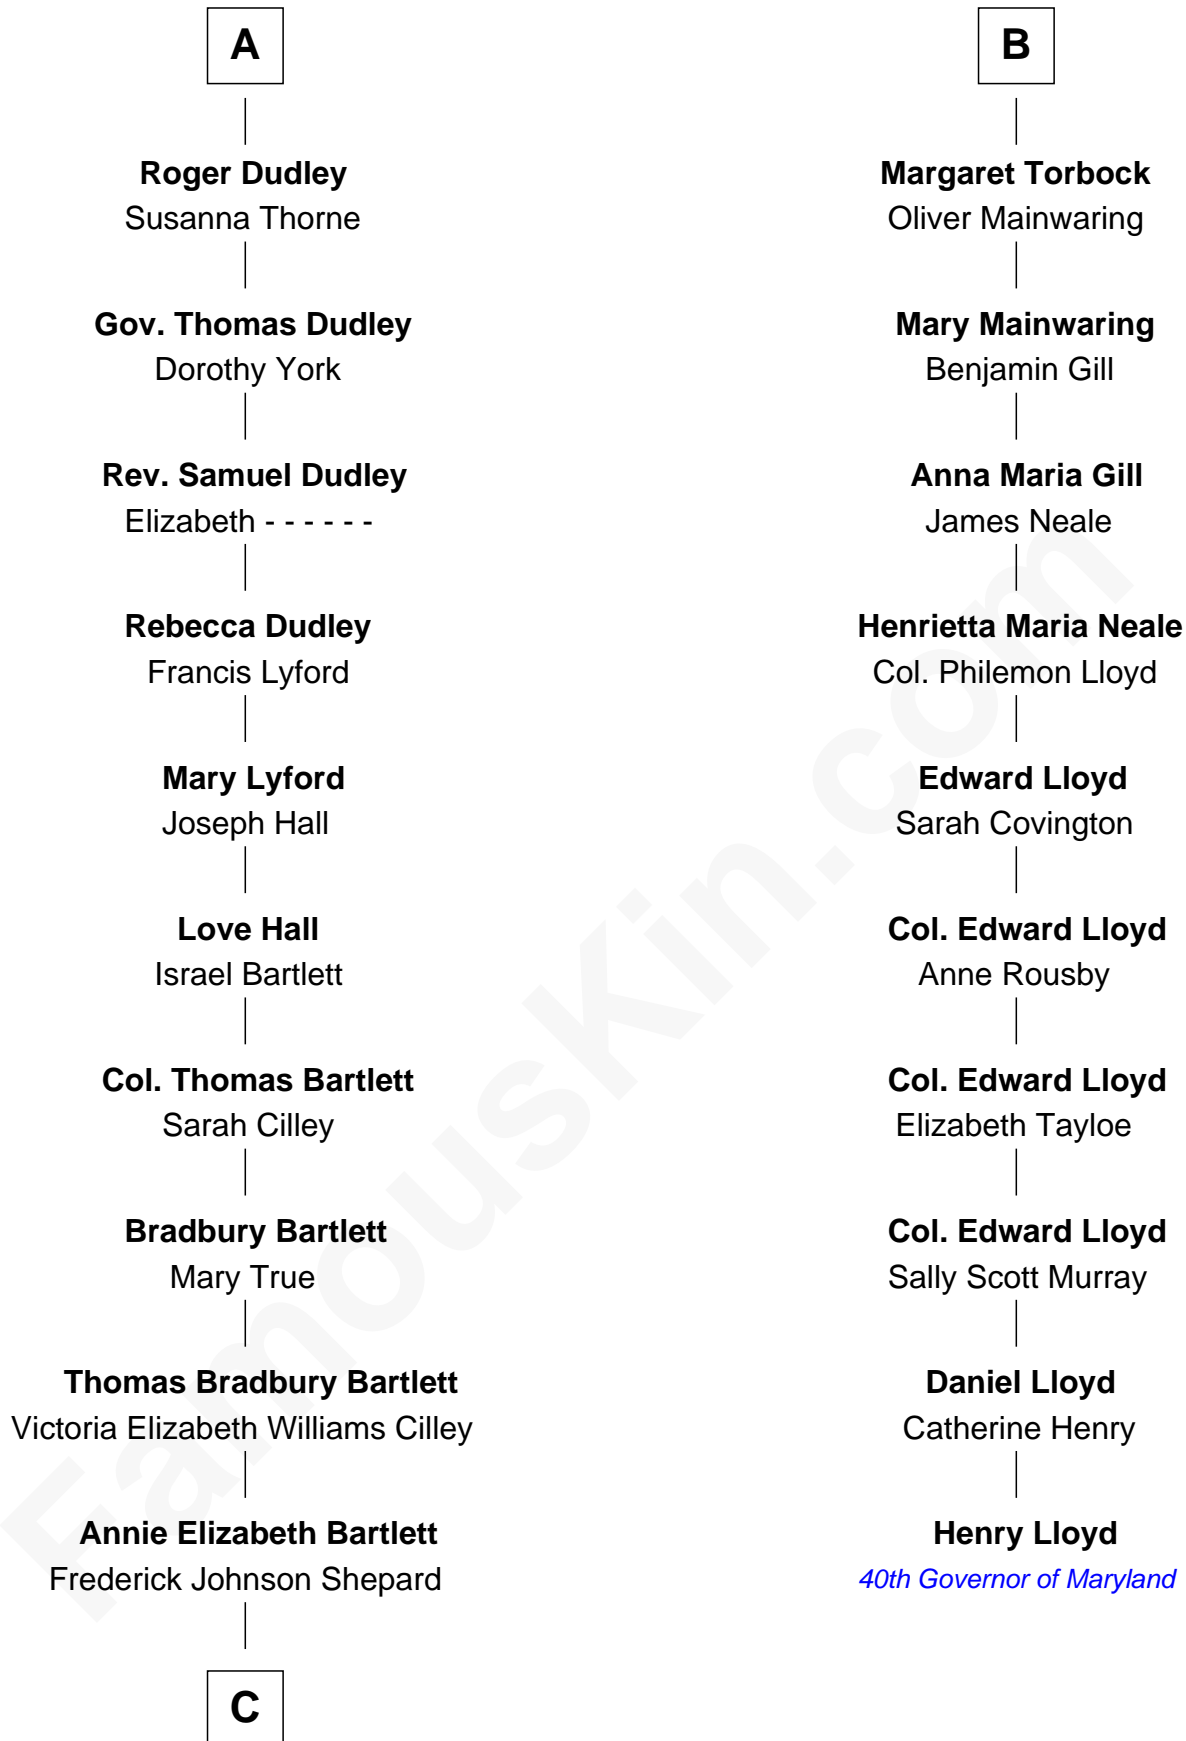 A
Roger Dudley
Susanna Thorne
Gov. Thomas Dudley
Dorothy York
Rev. Samuel Dudley
Elizabeth - - - - - -
Rebecca Dudley
Francis Lyford
Mary Lyford
Joseph Hall
Love Hall
Israel Bartlett
Col. Thomas Bartlett
Sarah Cilley
Bradbury Bartlett
Mary True
Thomas Bradbury Bartlett
Victoria Elizabeth Williams Cilley
Annie Elizabeth Bartlett
Frederick Johnson Shepard
C
B
Margaret Torbock
Oliver Mainwaring
Mary Mainwaring
Benjamin Gill
Anna Maria Gill
James Neale
Henrietta Maria Neale
Col. Philemon Lloyd
Edward Lloyd
Sarah Covington
Col. Edward Lloyd
Anne Rousby
Col. Edward Lloyd
Elizabeth Tayloe
Col. Edward Lloyd
Sally Scott Murray
Daniel Lloyd
Catherine Henry
Henry Lloyd
40th Governor of Maryland
FamousKin.com